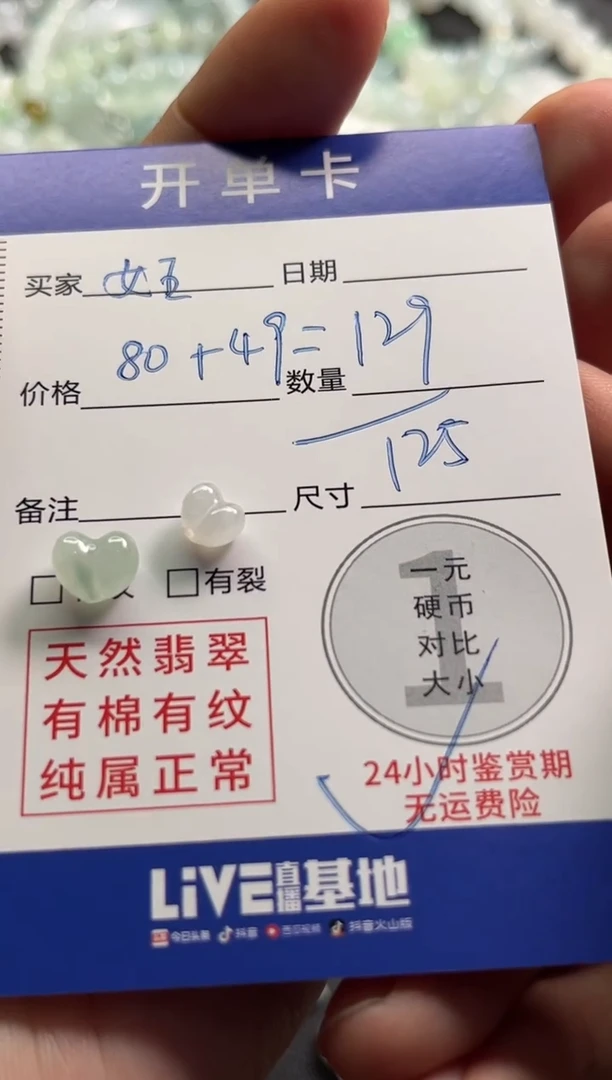 开单卡
买家 女王 日期
80+49=129
价格 数量
125
备注 尺寸
有裂
一元
硬币
对比
大小
1
天然翡翠
有棉有纹
纯属正常
24小时鉴赏期
无运费险
LiVE直播基地
今日头条 抖音 西瓜视频 抖音火山版